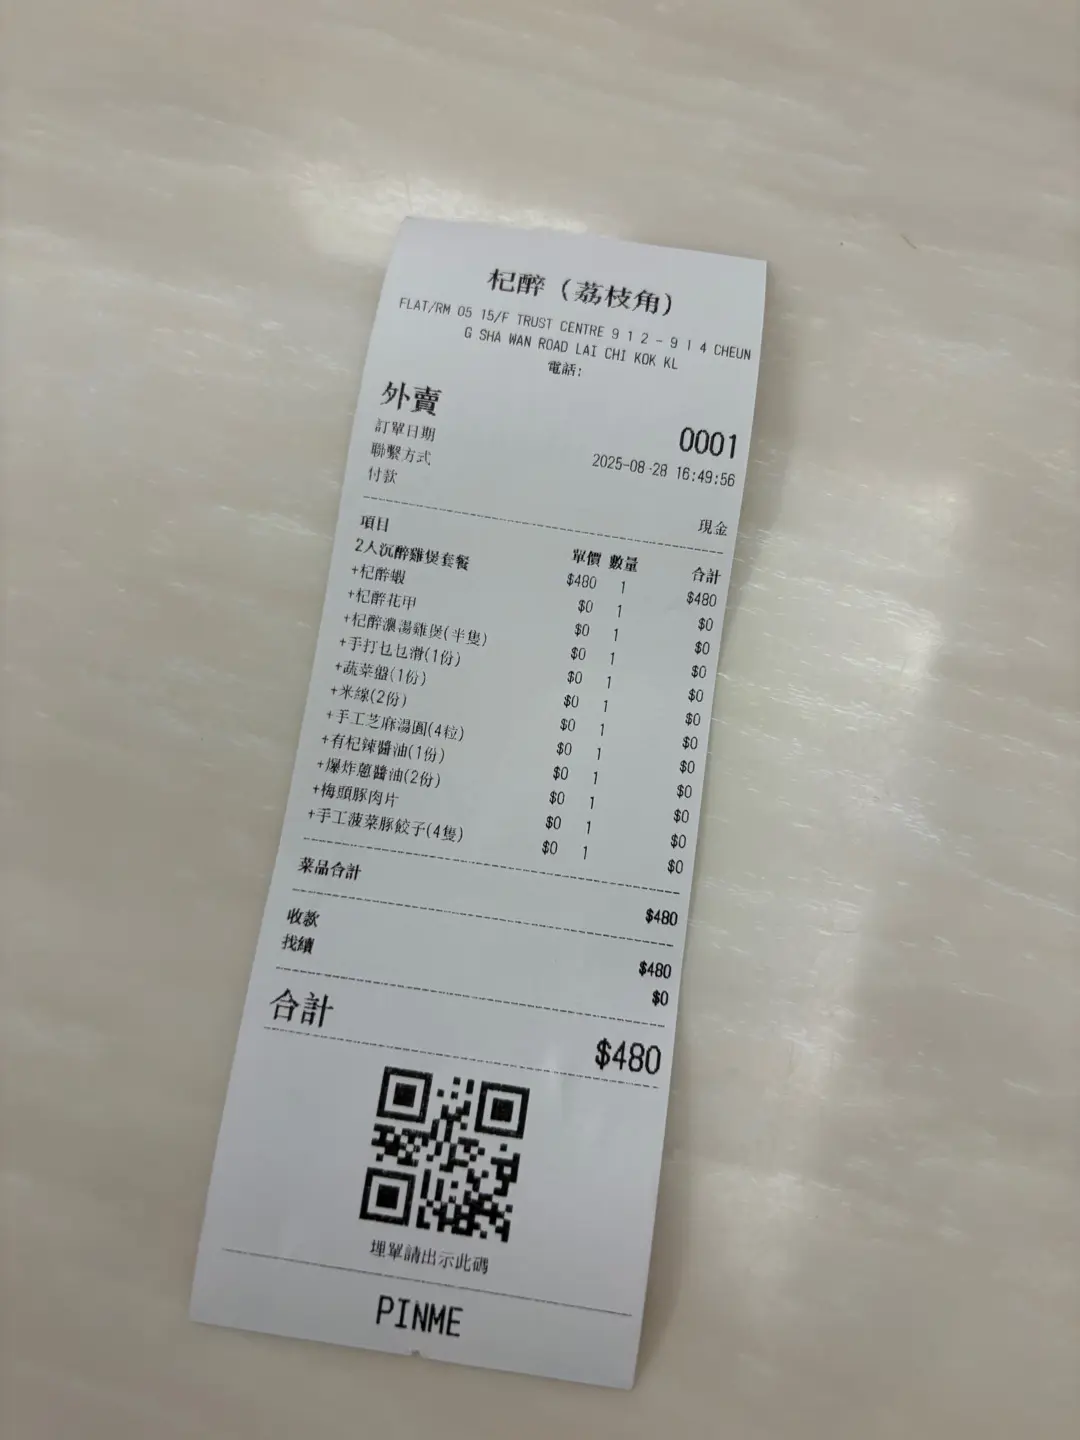 杞醉（荔枝角）
FLAT/RM 05 15/F TRUST CENTRE 9 1 2 - 9 1 4 CHEUN
G SHA WAN ROAD LAI CHI KOK KL
電話:
外賣 0001
訂單日期 2025-08-28 16:49:56
聯繫方式
付款 現金
項目 單價 數量 合計
2人沉醉雞煲套餐 $480 1 $480
+杞醉蝦 $0 1 $0
+杞醉花甲 $0 1 $0
+杞醉濃湯雞煲(半隻) $0 1 $0
+手打乜乜滑(1份) $0 1 $0
+蔬菜盤(1份) $0 1 $0
+米線(2份) $0 1 $0
+手工芝麻湯圓(4粒) $0 1 $0
+有杞辣醬油(1份) $0 1 $0
+爆炸蔥醬油(2份) $0 1 $0
+梅頭豚肉片 $0 1 $0
+手工菠菜豚餃子(4隻) $0 1 $0
菜品合計 $480
收款 $480
找續 $0
合計 $480
埋單請出示此碼
PINME